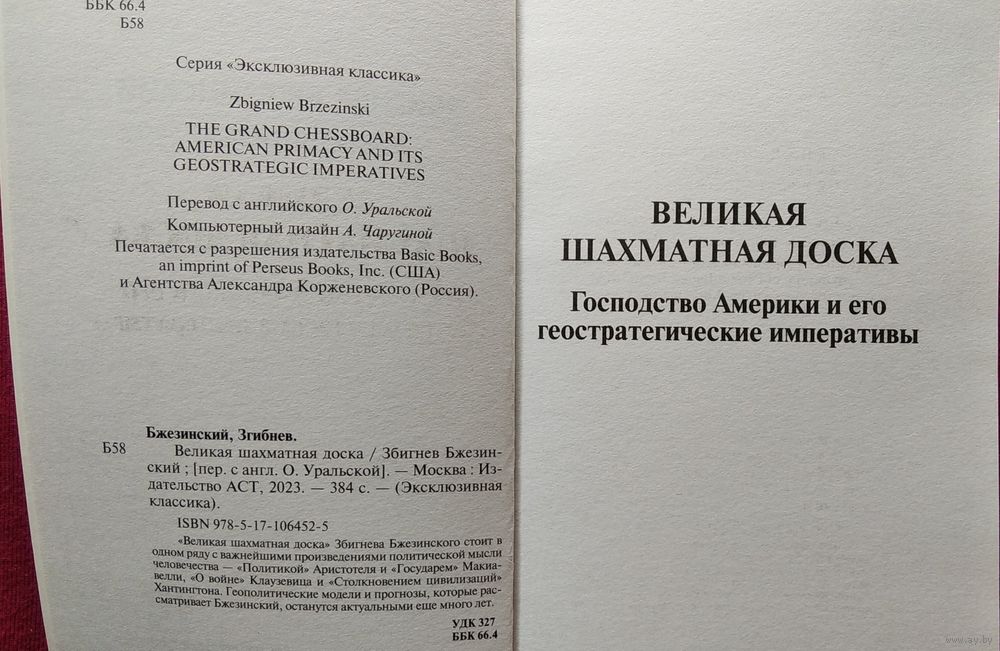 ББК 66.4
Б58
Серия «Эксклюзивная классика»
Zbigniew Brzezinski
THE GRAND CHESSBOARD:
AMERICAN PRIMACY AND ITS
GEOSTRATEGIC IMPERATIVES
Перевод с английского О. Уральской
Компьютерный дизайн А. Чаругиной
Печатается с разрешения издательства Basic Books,
an imprint of Perseus Books, Inc. (США)
и Агентства Александра Корженевского (Россия).
Бжезинский, Згибнев.
Б58
Великая шахматная доска / Збигнев Бжезин-
ский ; [пер. с англ. О. Уральской]. — Москва : Из-
дательство АСТ, 2023. — 384 с. — (Эксклюзивная
классика).
ISBN 978-5-17-106452-5
«Великая шахматная доска» Збигнева Бжезинского стоит в
одном ряду с важнейшими произведениями политической мысли
человечества — «Политикой» Аристотеля и «Государем» Макиа-
велли, «О войне» Клаузевица и «Столкновением цивилизаций»
Хантингтона. Геополитические модели и прогнозы, которые рас-
сматривает Бжезинский, останутся актуальными еще много лет.
УДК 327
ББК 66.4
ВЕЛИКАЯ
ШАХМАТНАЯ ДОСКА
Господство Америки и его
геостратегические императивы
www.ay.by